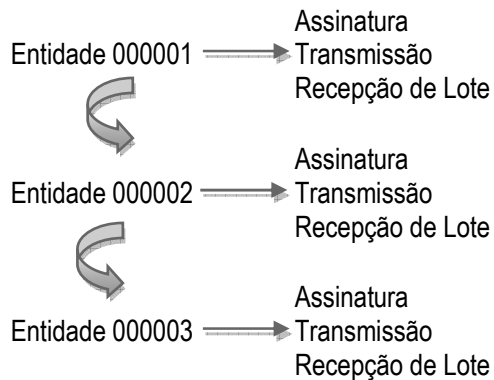 Assinatura
Entidade 000001 Transmissão
Recepção de Lote
Assinatura
Entidade 000002 Transmissão
Recepção de Lote
Assinatura
Entidade 000003 Transmissão
Recepção de Lote